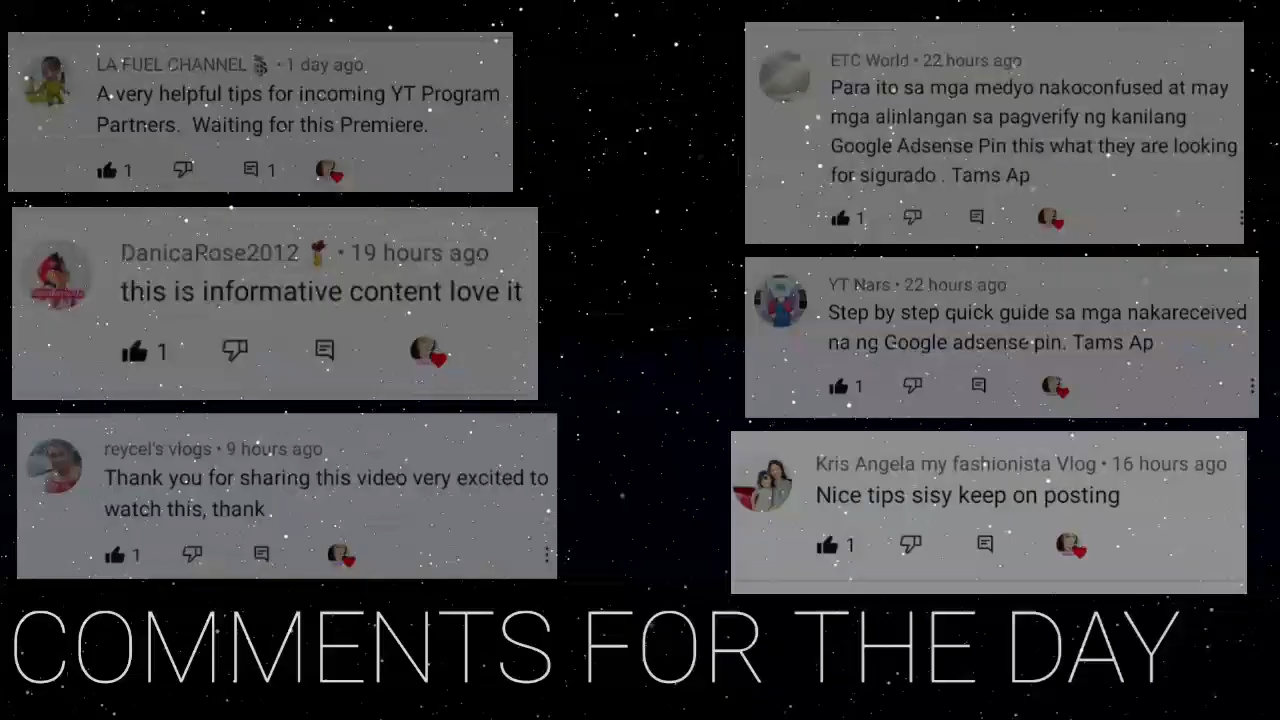 LA FUEL CHANNEL • 1 day ago
A very helpful tips for incoming YT Program
Partners. Waiting for this Premiere.
1 1
DanicaRose2012 • 19 hours ago
this is informative content love it
1
reycel's vlogs • 9 hours ago
Thank you for sharing this video very excited to
watch this, thank
1
ETC World • 22 hours ago
Para ito sa mga medyo nakoconfused at may
mga alinlangan sa pagverify ng kanilang
Google Adsense Pin this what they are looking
for sigurado . Tams Ap
1
YT Nars • 22 hours ago
Step by step quick guide sa mga nakareceived
na ng Google adsense pin. Tams Ap
1
Kris Angela my fashionista Vlog • 16 hours ago
Nice tips sisy keep on posting
1
COMMENTS FOR THE DAY